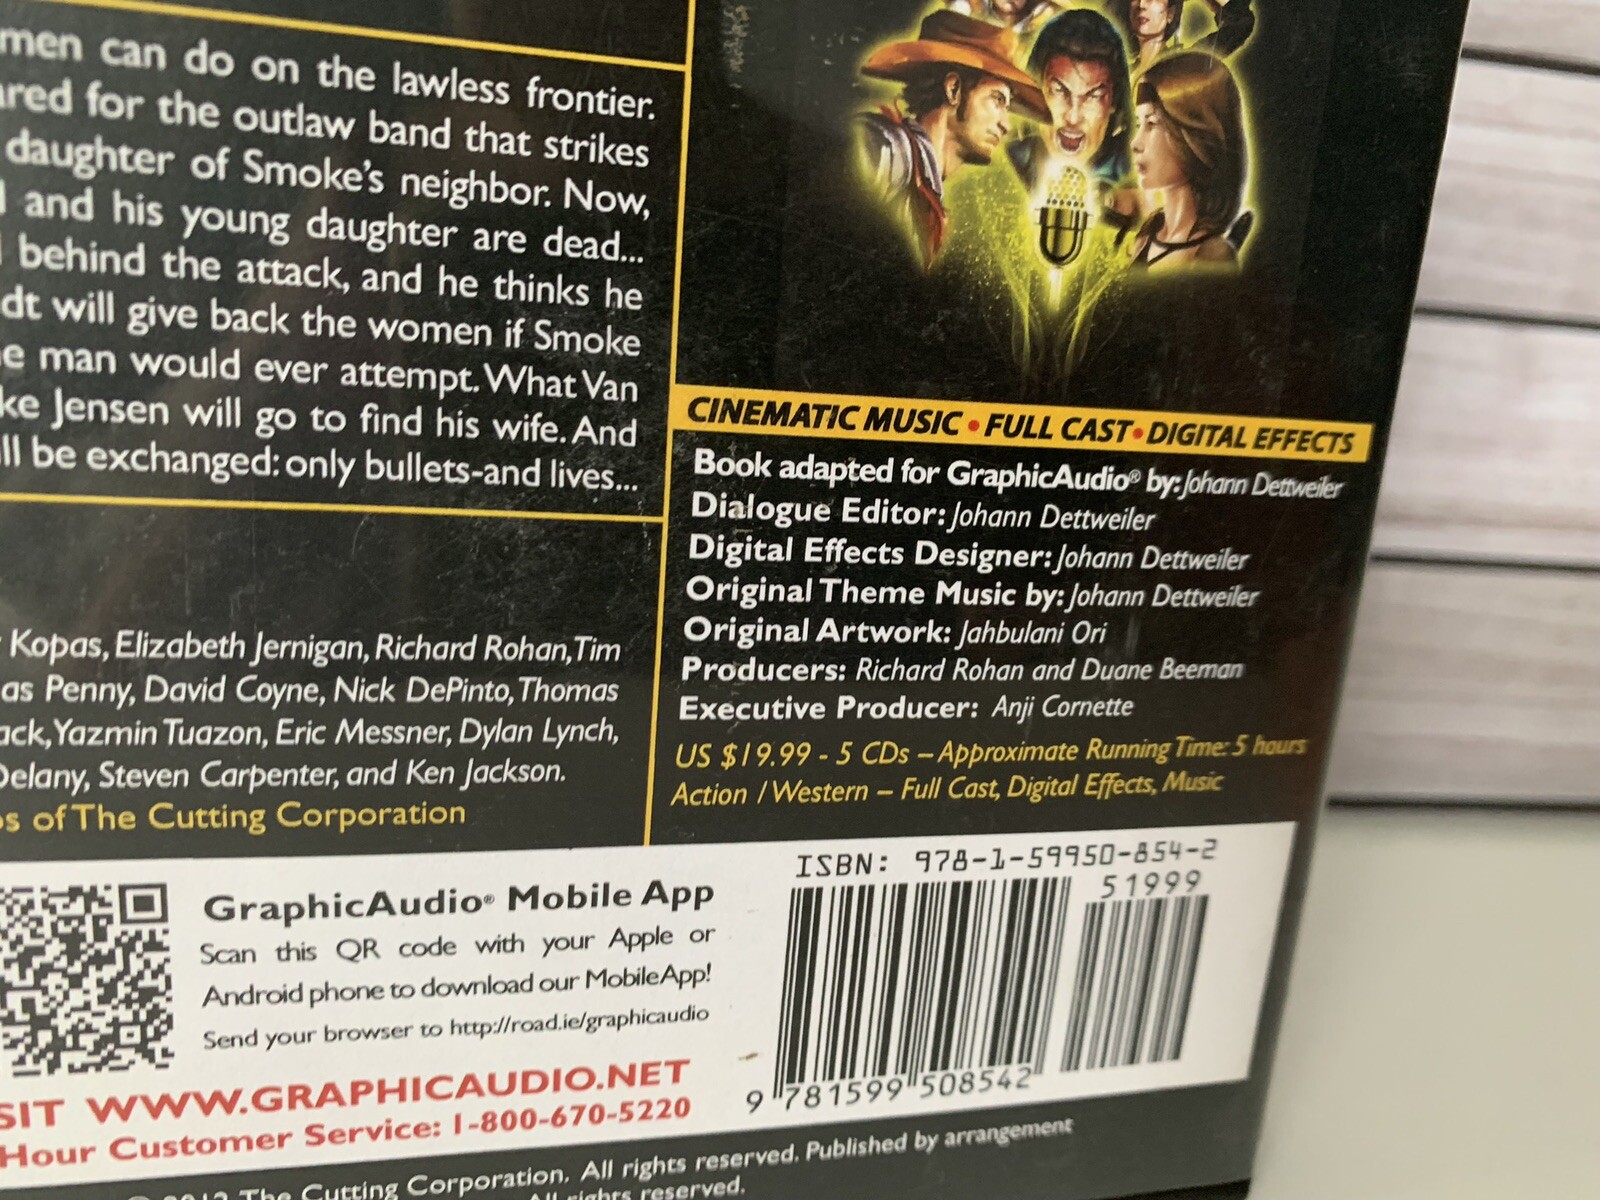 men can do on the lawless frontier.
red for the outlaw band that strikes
daughter of Smoke's neighbor. Now,
and his young daughter are dead...
behind the attack, and he thinks he
dt will give back the women if Smoke
e man would ever attempt. What Van
ke Jensen will go to find his wife. And
ll be exchanged: only bullets-and lives...
Kopas, Elizabeth Jernigan, Richard Rohan, Tim
as Penny, David Coyne, Nick DePinto, Thomas
ack, Yazmin Tuazon, Eric Messner, Dylan Lynch,
Delany, Steven Carpenter, and Ken Jackson.
os of The Cutting Corporation
CINEMATIC MUSIC • FULL CAST • DIGITAL EFFECTS
Book adapted for GraphicAudio® by: Johann Dettweiler
Dialogue Editor: Johann Dettweiler
Digital Effects Designer: Johann Dettweiler
Original Theme Music by: Johann Dettweiler
Original Artwork: Jahbulani Ori
Producers: Richard Rohan and Duane Beeman
Executive Producer: Anji Cornette
US $19.99 - 5 CDs – Approximate Running Time: 5 hours
Action / Western – Full Cast, Digital Effects, Music
GraphicAudio® Mobile App
Scan this QR code with your Apple or
Android phone to download our MobileApp!
Send your browser to http://road.ie/graphicaudio
SIT WWW.GRAPHICAUDIO.NET
Hour Customer Service: 1-800-670-5220
ISBN: 978-1-59950-854-2
51999
9 781599 508542
The Cutting Corporation. All rights reserved. Published by arrangement
All rights reserved.